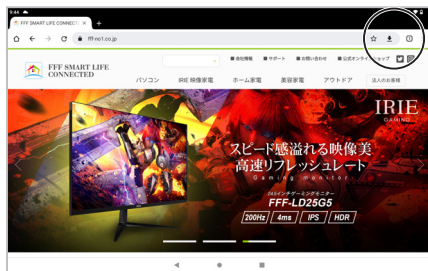 9:44
FFF SMART LIFE CONNECT
fff-no1.co.jp
■ 会社情報 ■ サポート ■ お問い合わせ ■ 公式オンラインショップ
FFF SMART LIFE
CONNECTED
パソコン IRIE 映像家電 ホーム家電 美容家電 アウトドア 法人のお客様
IRIE
GAMING
スピード感溢れる映像美
高速リフレッシュレート
Gaming monitor
24.5インチゲーミングモニター
FFF-LD25G5
200Hz 4ms IPS HDR